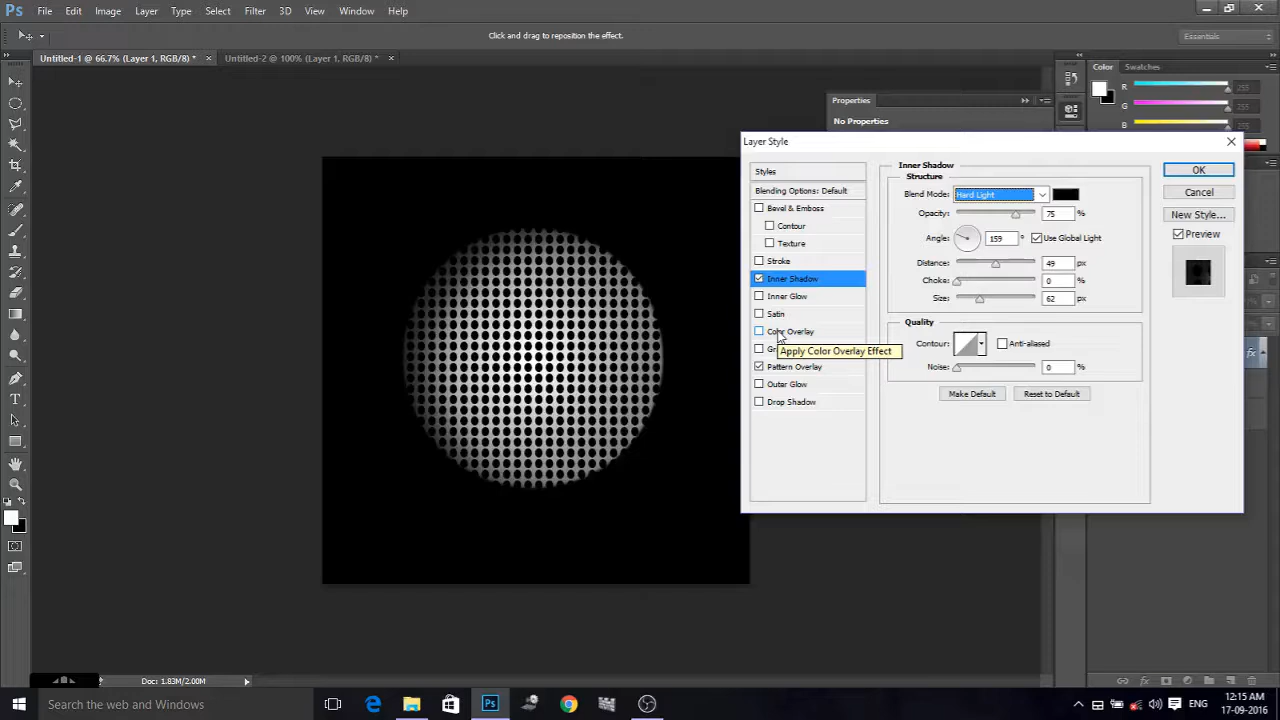 Ps File Edit Image Layer Type Select Filter 3D View Window Help
Click and drag to reposition the effect.
Essentials
Untitled-1 @ 66.7% (Layer 1, RGB/8) * × Untitled-2 @ 100% (Layer 1, RGB/8) * ×
Color Swatches
R 255
G 255
B 255
Properties
No Properties
Layer Style
Styles
Blending Options: Default
Bevel & Emboss
Contour
Texture
Stroke
Inner Shadow
Inner Glow
Satin
Color Overlay
Apply Color Overlay Effect
Pattern Overlay
Outer Glow
Drop Shadow
Inner Shadow
Structure
Blend Mode: Hard Light
Opacity: 75 %
Angle: 159 ° Use Global Light
Distance: 49 px
Choke: 0 px
Size: 62 px
Quality
Contour: Anti-aliased
Noise: 0 %
Make Default Reset to Default
OK
Cancel
New Style...
Preview
Doc: 1.83M/2.00M
Search the web and Windows
Ps
ENG
12:15 AM
17-09-2016